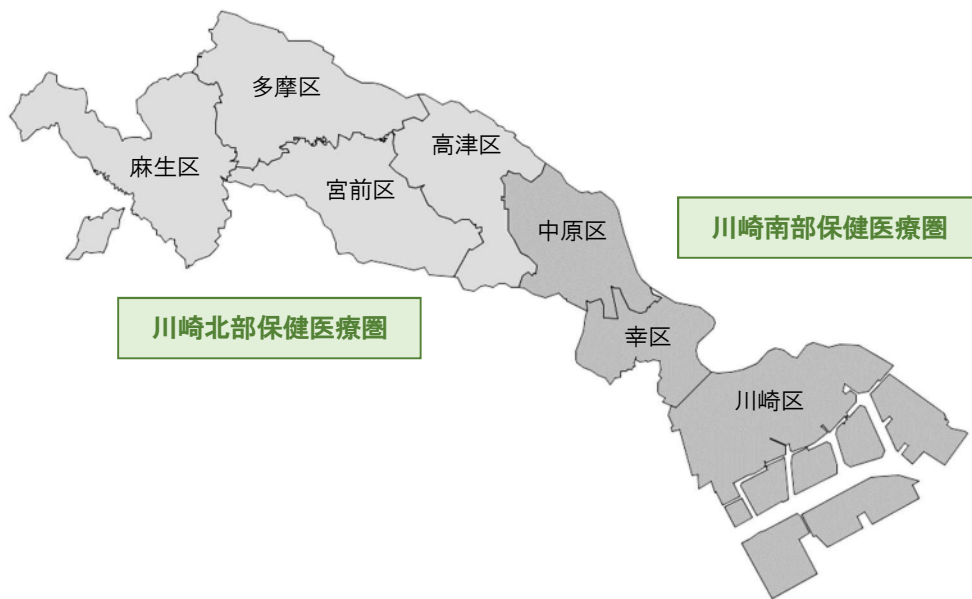 多摩区
高津区
麻生区
宮前区
中原区
川崎南部保健医療圏
川崎北部保健医療圏
幸区
川崎区